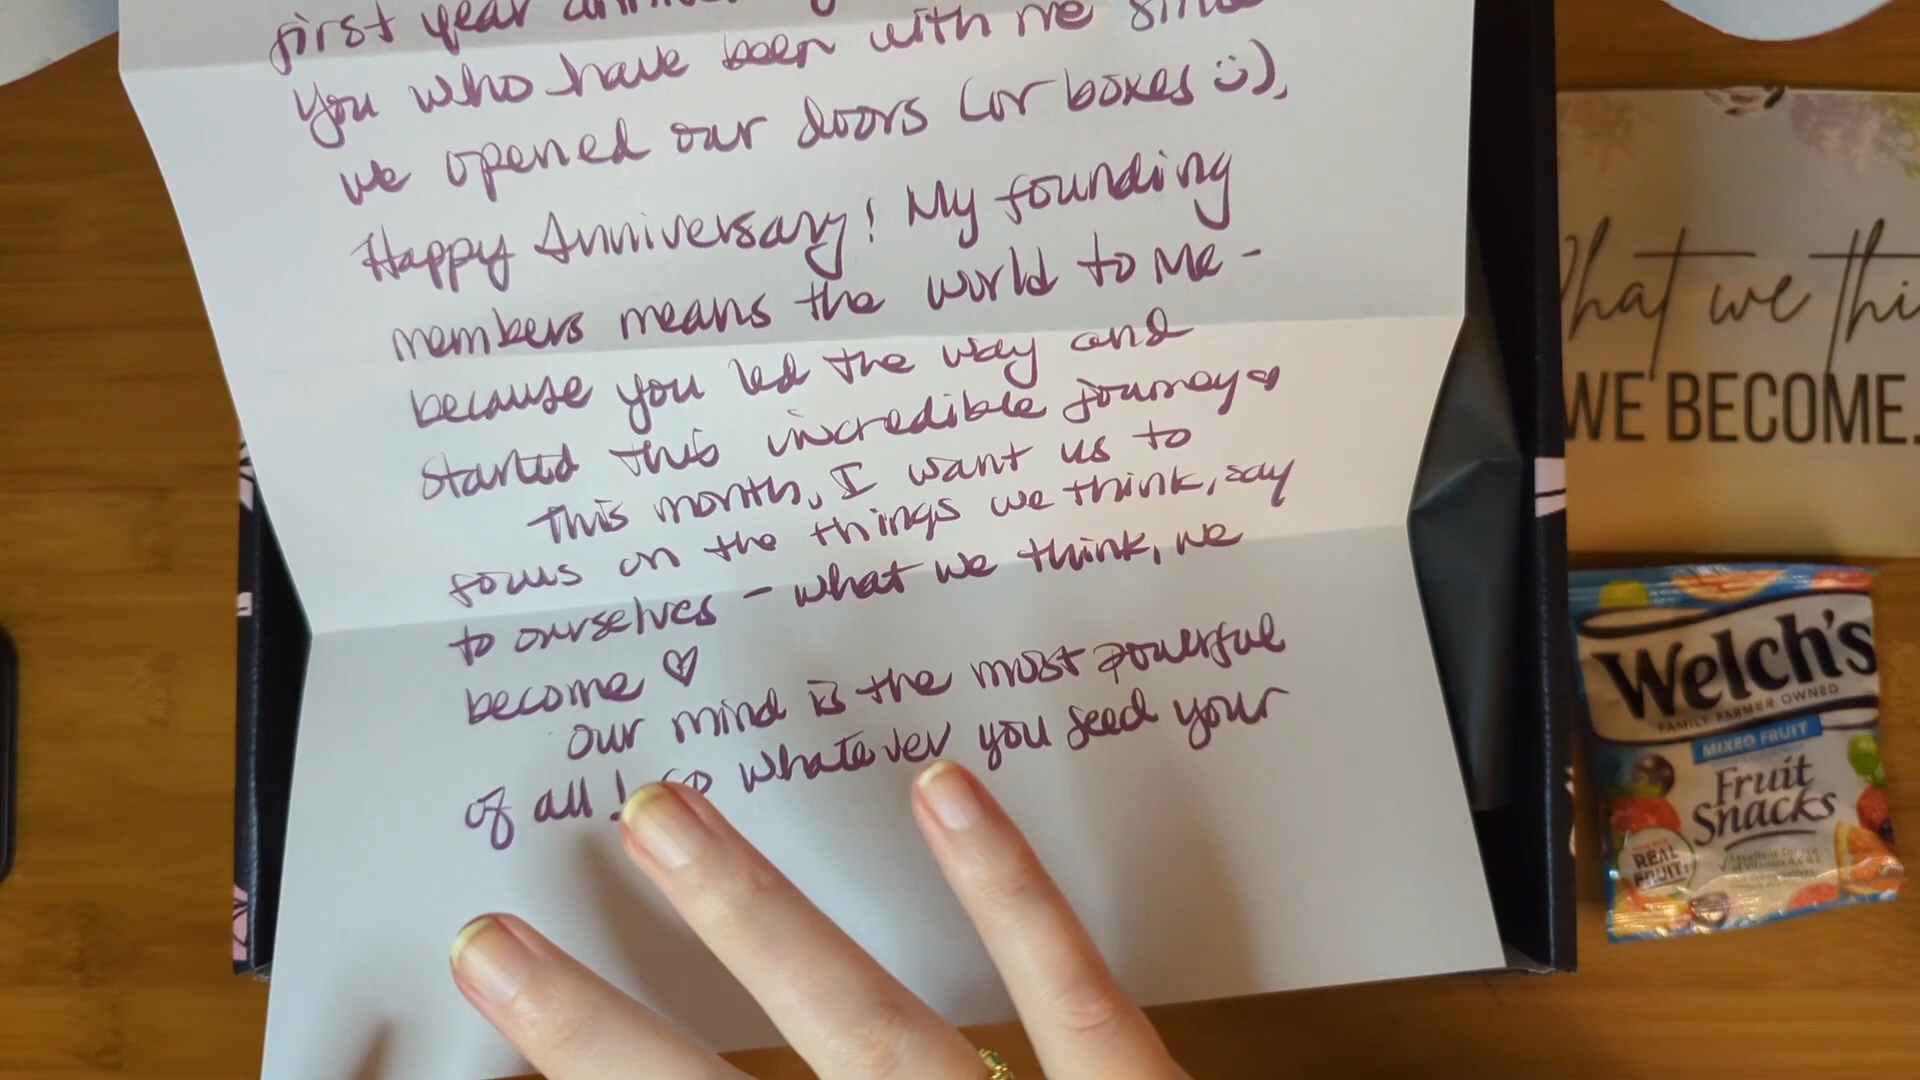 first year
you who have been with me
we opened our doors (or boxes ☺),
Happy Anniversary! My founding
members means the world to me -
because you led the way and
started this incredible journey
This month, I want us to
focus on the things we think, say
to ourselves - what we think, we
become ♡
Our mind is the most powerful
of all! so whatever you feed your
What we thi
WE BECOME.
Welch's
FAMILY FARMER OWNED
MIXED FRUIT
Fruit
Snacks
REAL
FRUIT!